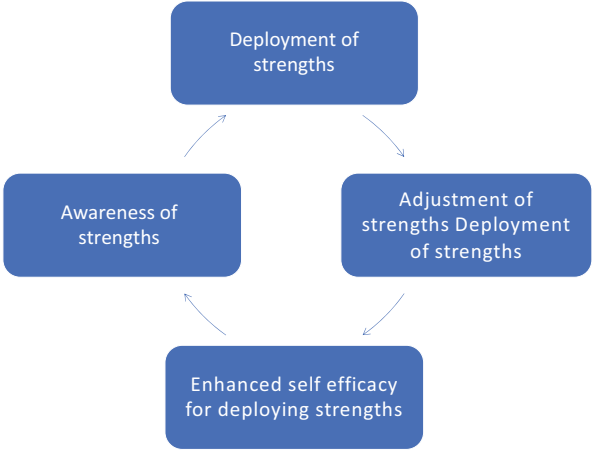 Deployment of
strengths
Awareness of
strengths
Adjustment of
strengths Deployment
of strengths
Enhanced self efficacy
for deploying strengths